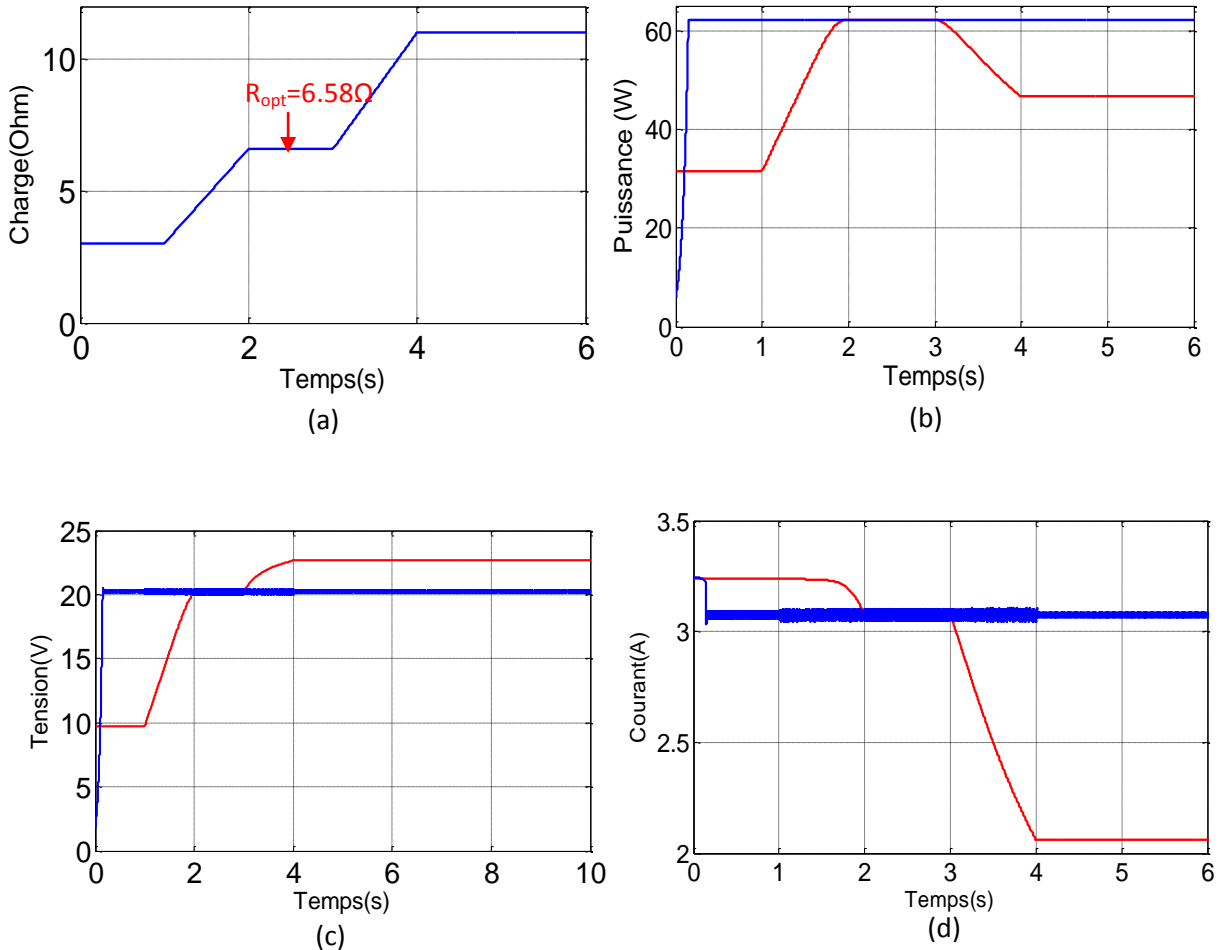 Charge(Ohm)
10
5
0
R_opt=6.58Ω
0 2 4 6
Temps(s)
(a)
Puissance (W)
60
40
20
0
0 1 2 3 4 5 6
Temps(s)
(b)
Tension(V)
25
20
15
10
5
0
0 2 4 6 8 10
Temps(s)
(c)
Courant(A)
3.5
3
2.5
2
0 1 2 3 4 5 6
Temps(s)
(d)